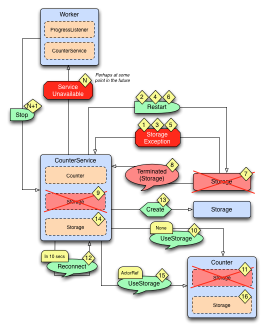 Worker
ProgressListener
CounterService
N
Service
Unavailable
Perhaps at some
point in the future
2
4
6
Restart
N+1
Stop
1
3
5
Storage
Exception
CounterService
Counter
8
Terminated
(Storage)
7
Storage
9
Storage
14
Storage
13
Create
Storage
None
10
UseStorage
In 10 secs
12
Reconnect
Counter
11
Storage
ActorRef
15
UseStorage
16
Storage